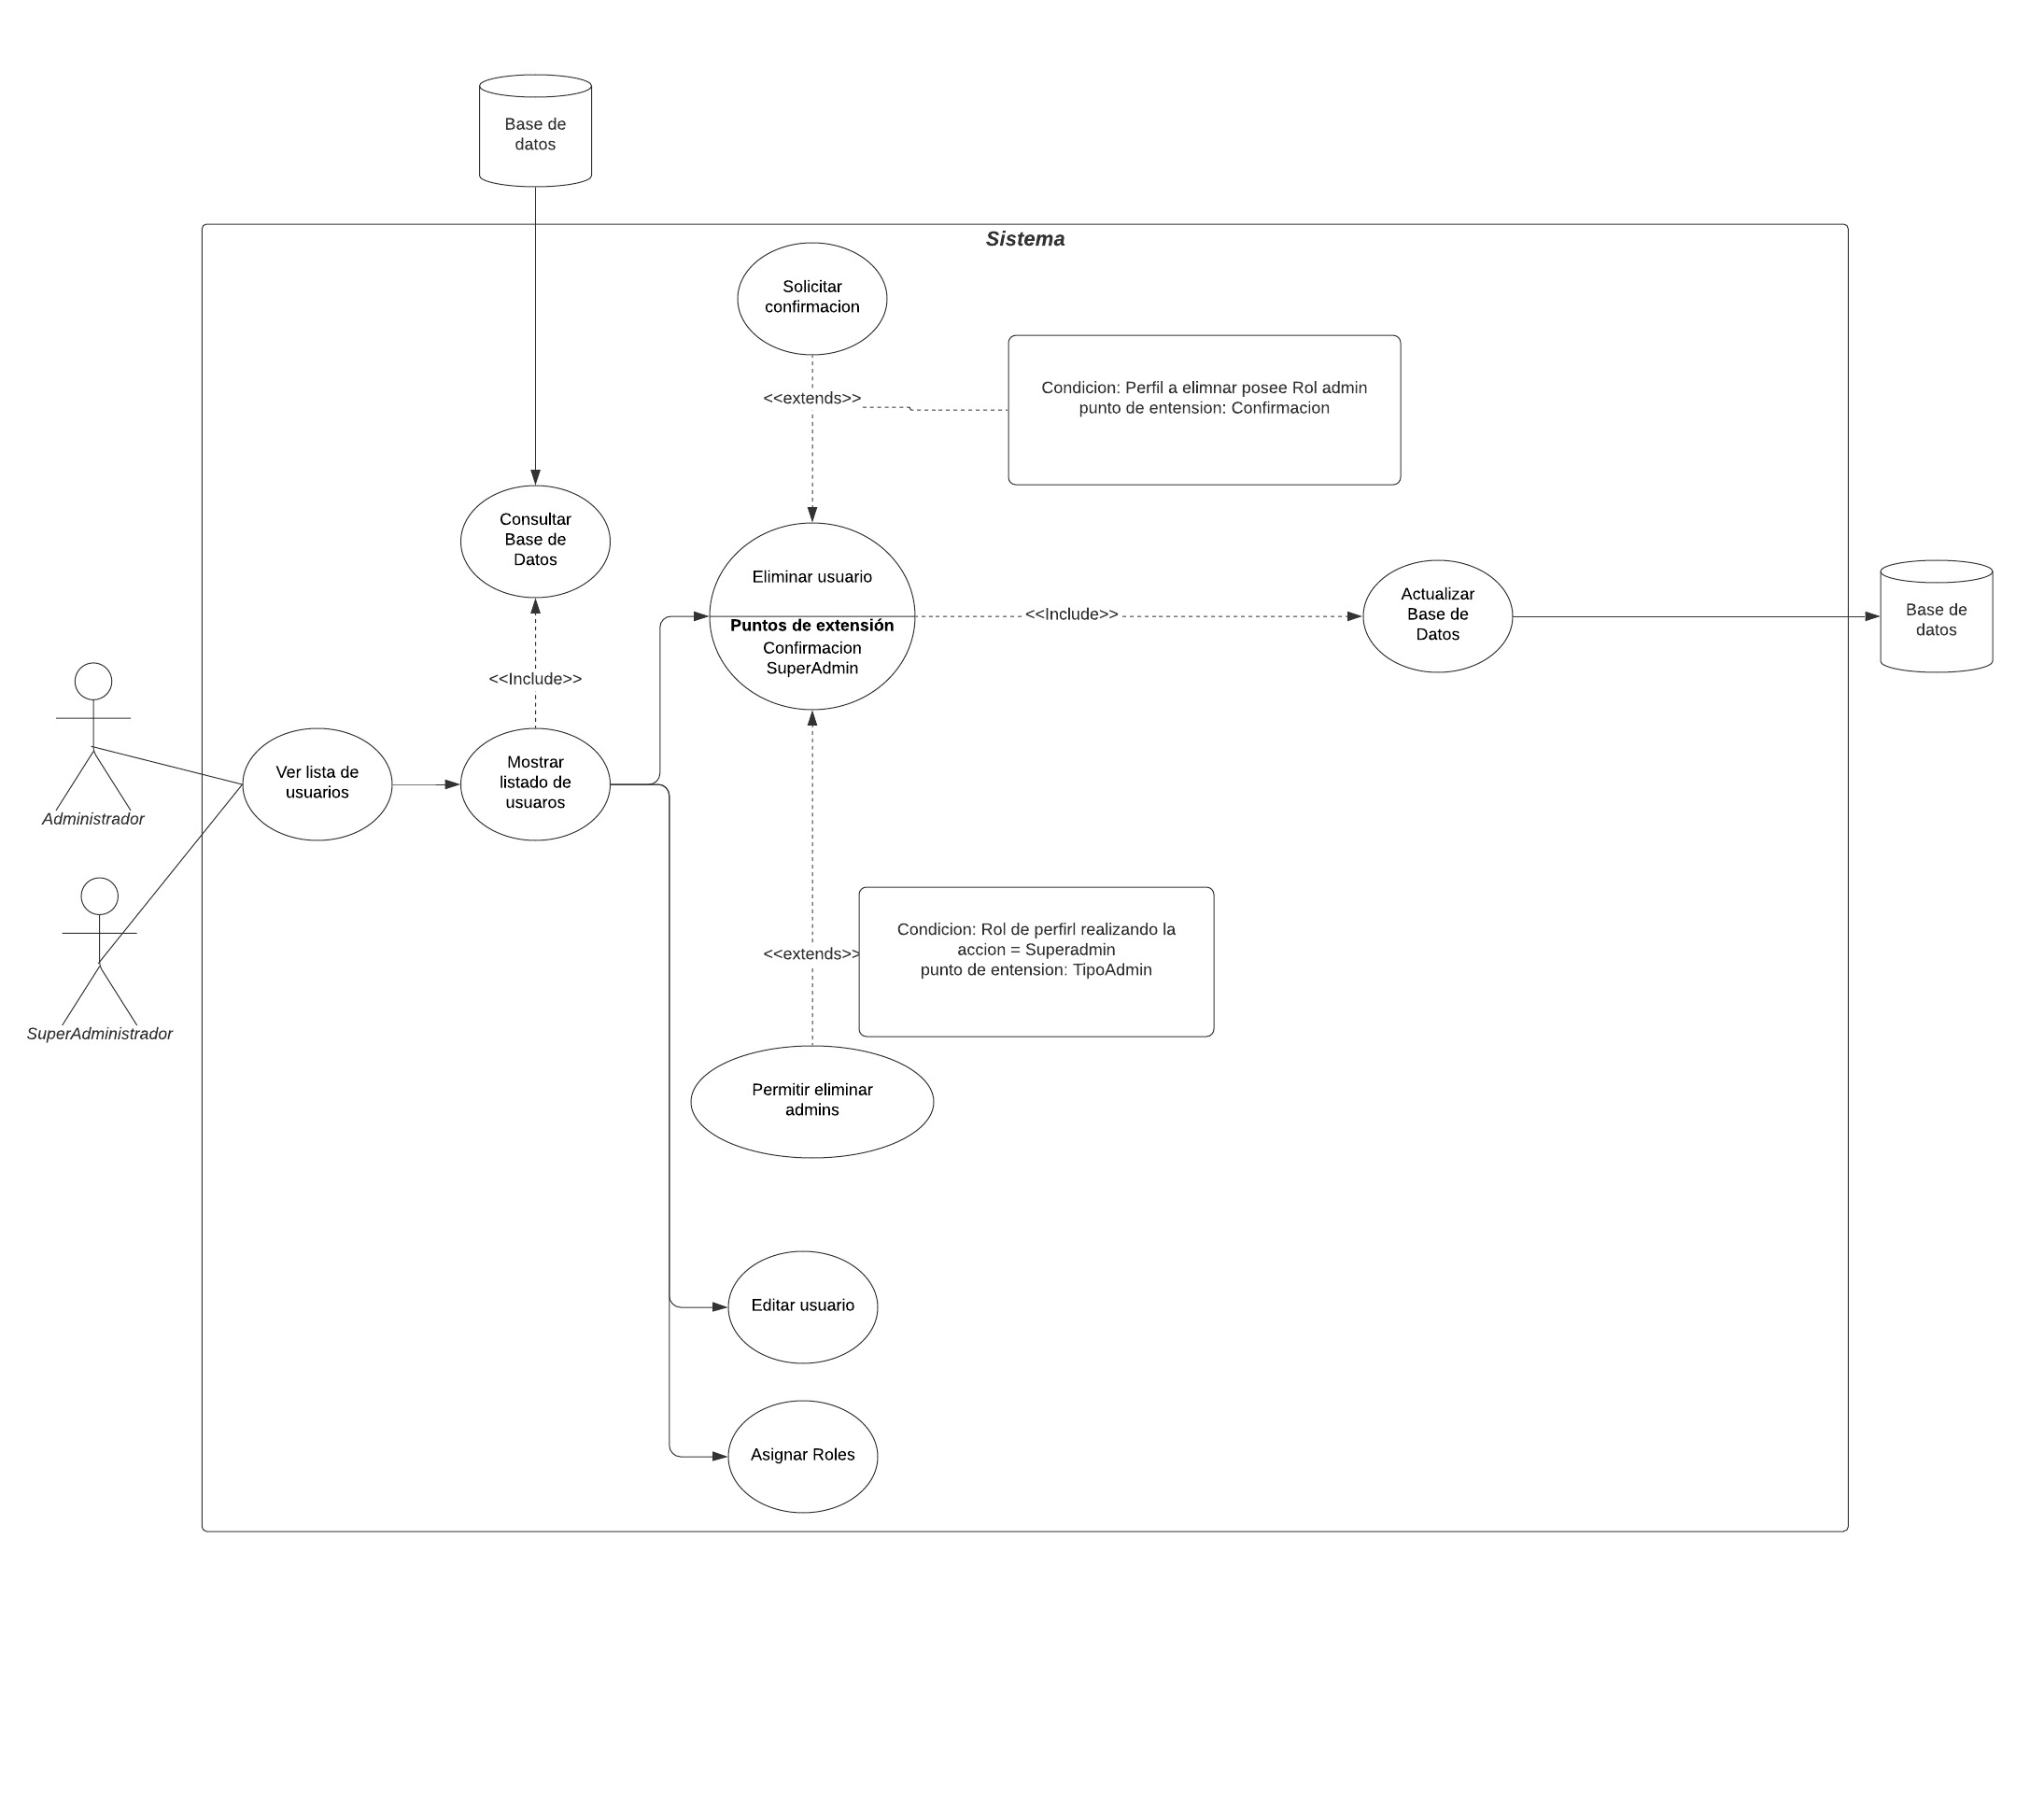 Base de
datos
Sistema
Solicitar
confirmacion
<<extends>>
Condicion: Perfil a elimnar posee Rol admin
punto de entension: Confirmacion
Consultar
Base de
Datos
Eliminar usuario
Puntos de extensión
Confirmacion
SuperAdmin
<<Include>>
Actualizar
Base de
Datos
Base de
datos
<<Include>>
Administrador
Ver lista de
usuarios
Mostrar
listado de
usuaros
SuperAdministrador
<<extends>>
Condicion: Rol de perfirl realizando la
accion = Superadmin
punto de entension: TipoAdmin
Permitir eliminar
admins
Editar usuario
Asignar Roles